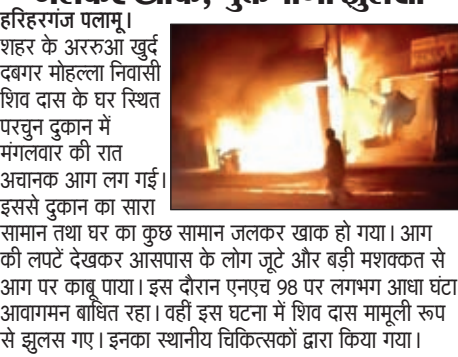 हरिहरगंज पलामू।
शहर के अररुआ खुर्द
दबगर मोहल्ला निवासी
शिव दास के घर स्थित
परचुन दुकान में
मंगलवार की रात
अचानक आग लग गई।
इससे दुकान का सारा
सामान तथा घर का कुछ सामान जलकर खाक हो गया। आग
की लपटें देखकर आसपास के लोग जूटे और बड़ी मशक्कत से
आग पर काबू पाया। इस दौरान एनएच 98 पर लगभग आधा घंटा
आवागमन बाधित रहा। वहीं इस घटना में शिव दास मामूली रूप
से झुलस गए। इनका स्थानीय चिकित्सकों द्वारा किया गया।